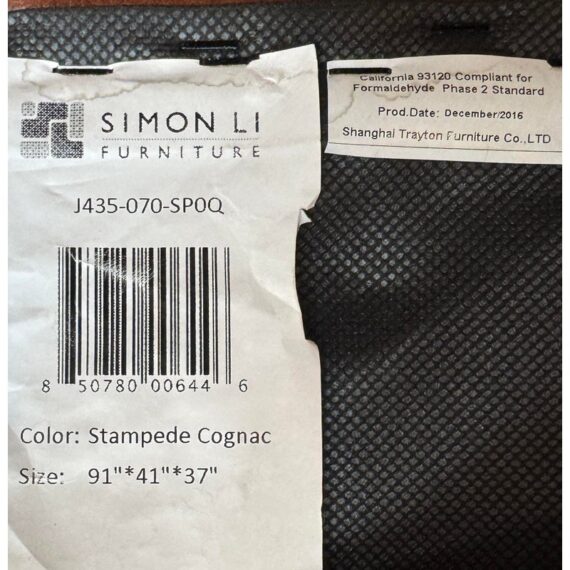 SIMON LI
FURNITURE
J435-070-SP0Q
8 50780 00644 6
Color: Stampede Cognac
Size: 91"*41"*37"
California 93120 Compliant for
Formaldehyde Phase 2 Standard
Prod.Date: December/2016
Shanghai Trayton Furniture Co.,LTD